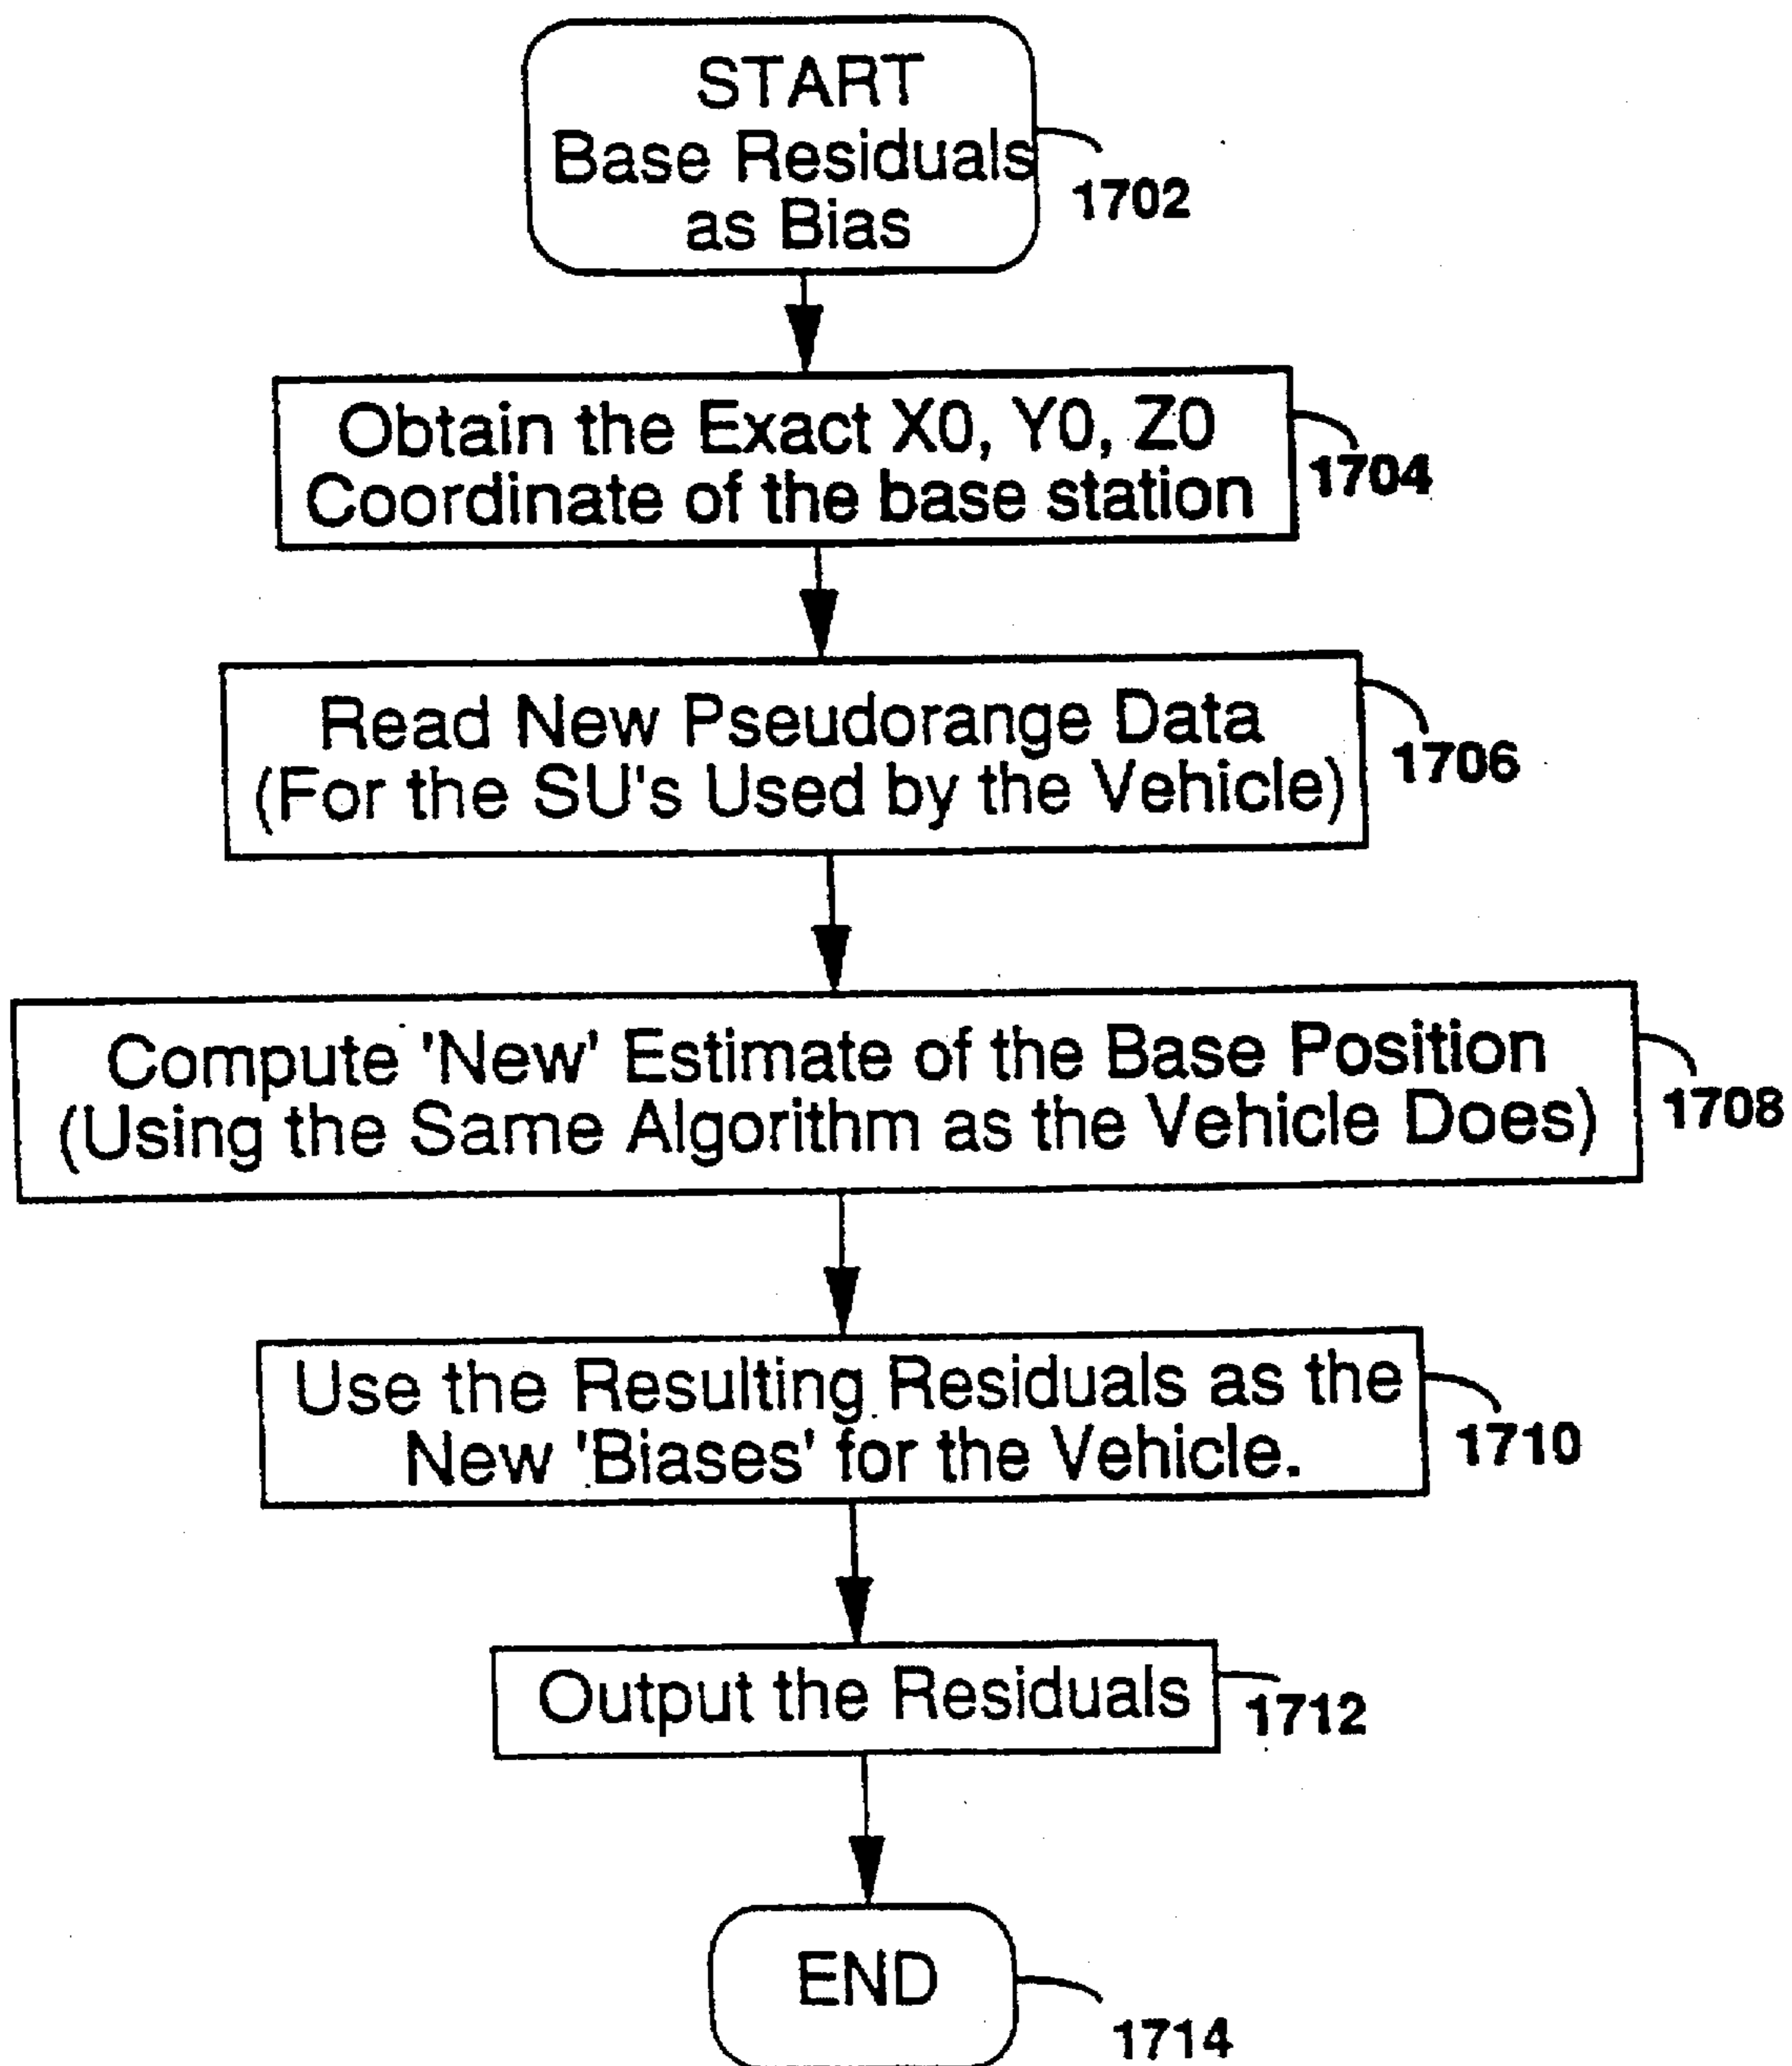 START
Base Residuals
as Bias
1702
Obtain the Exact X0, Y0, Z0
Coordinate of the base station
1704
Read New Pseudorange Data
(For the SU's Used by the Vehicle)
1706
Compute 'New' Estimate of the Base Position
(Using the Same Algorithm as the Vehicle Does)
1708
Use the Resulting Residuals as the
New 'Biases' for the Vehicle.
1710
Output the Residuals
1712
END
1714